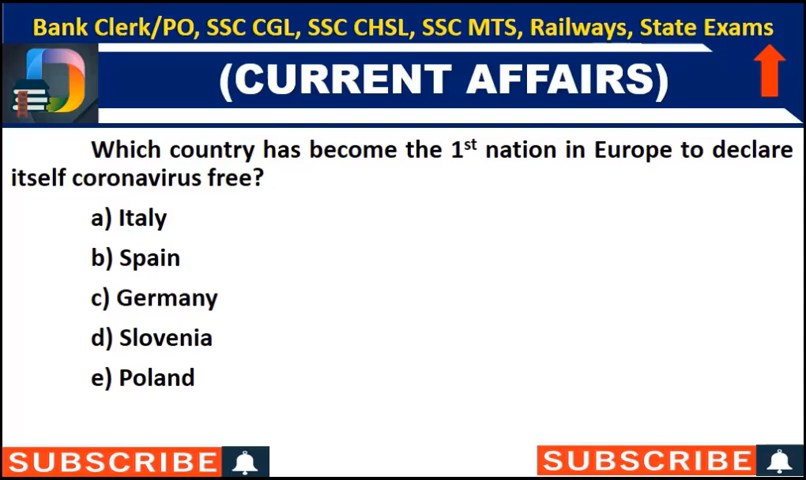 Bank Clerk/PO, SSC CGL, SSC CHSL, SSC MTS, Railways, State Exams
(CURRENT AFFAIRS)
Which country has become the 1st nation in Europe to declare
itself coronavirus free?
a) Italy
b) Spain
c) Germany
d) Slovenia
e) Poland
SUBSCRIBE
SUBSCRIBE